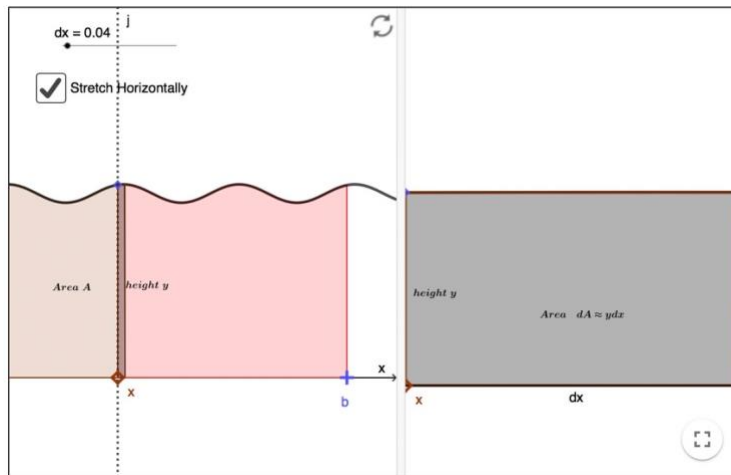 j
dx = 0.04
Stretch Horizontally
Area A
height y
x
x
b
height y
Area dA ≈ ydx
x
dx